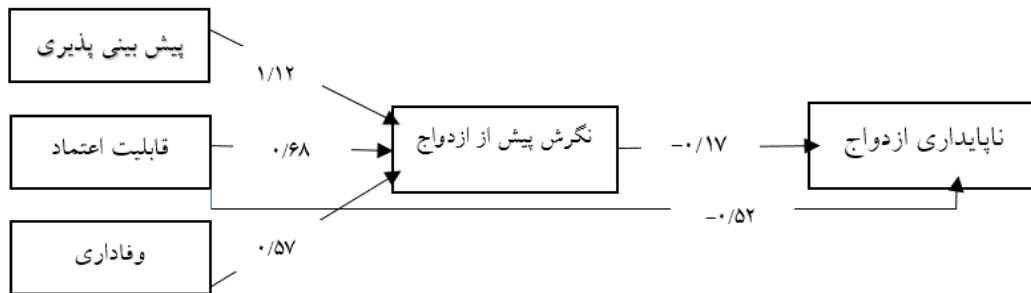 پیش بینی پذیری
۱/۱۲
نگرش پیش از ازدواج
ناپایداری ازدواج
قابلیت اعتماد
۰/۶۸
-۰/۱۷
-۰/۵۲
وفاداری
۰/۵۷